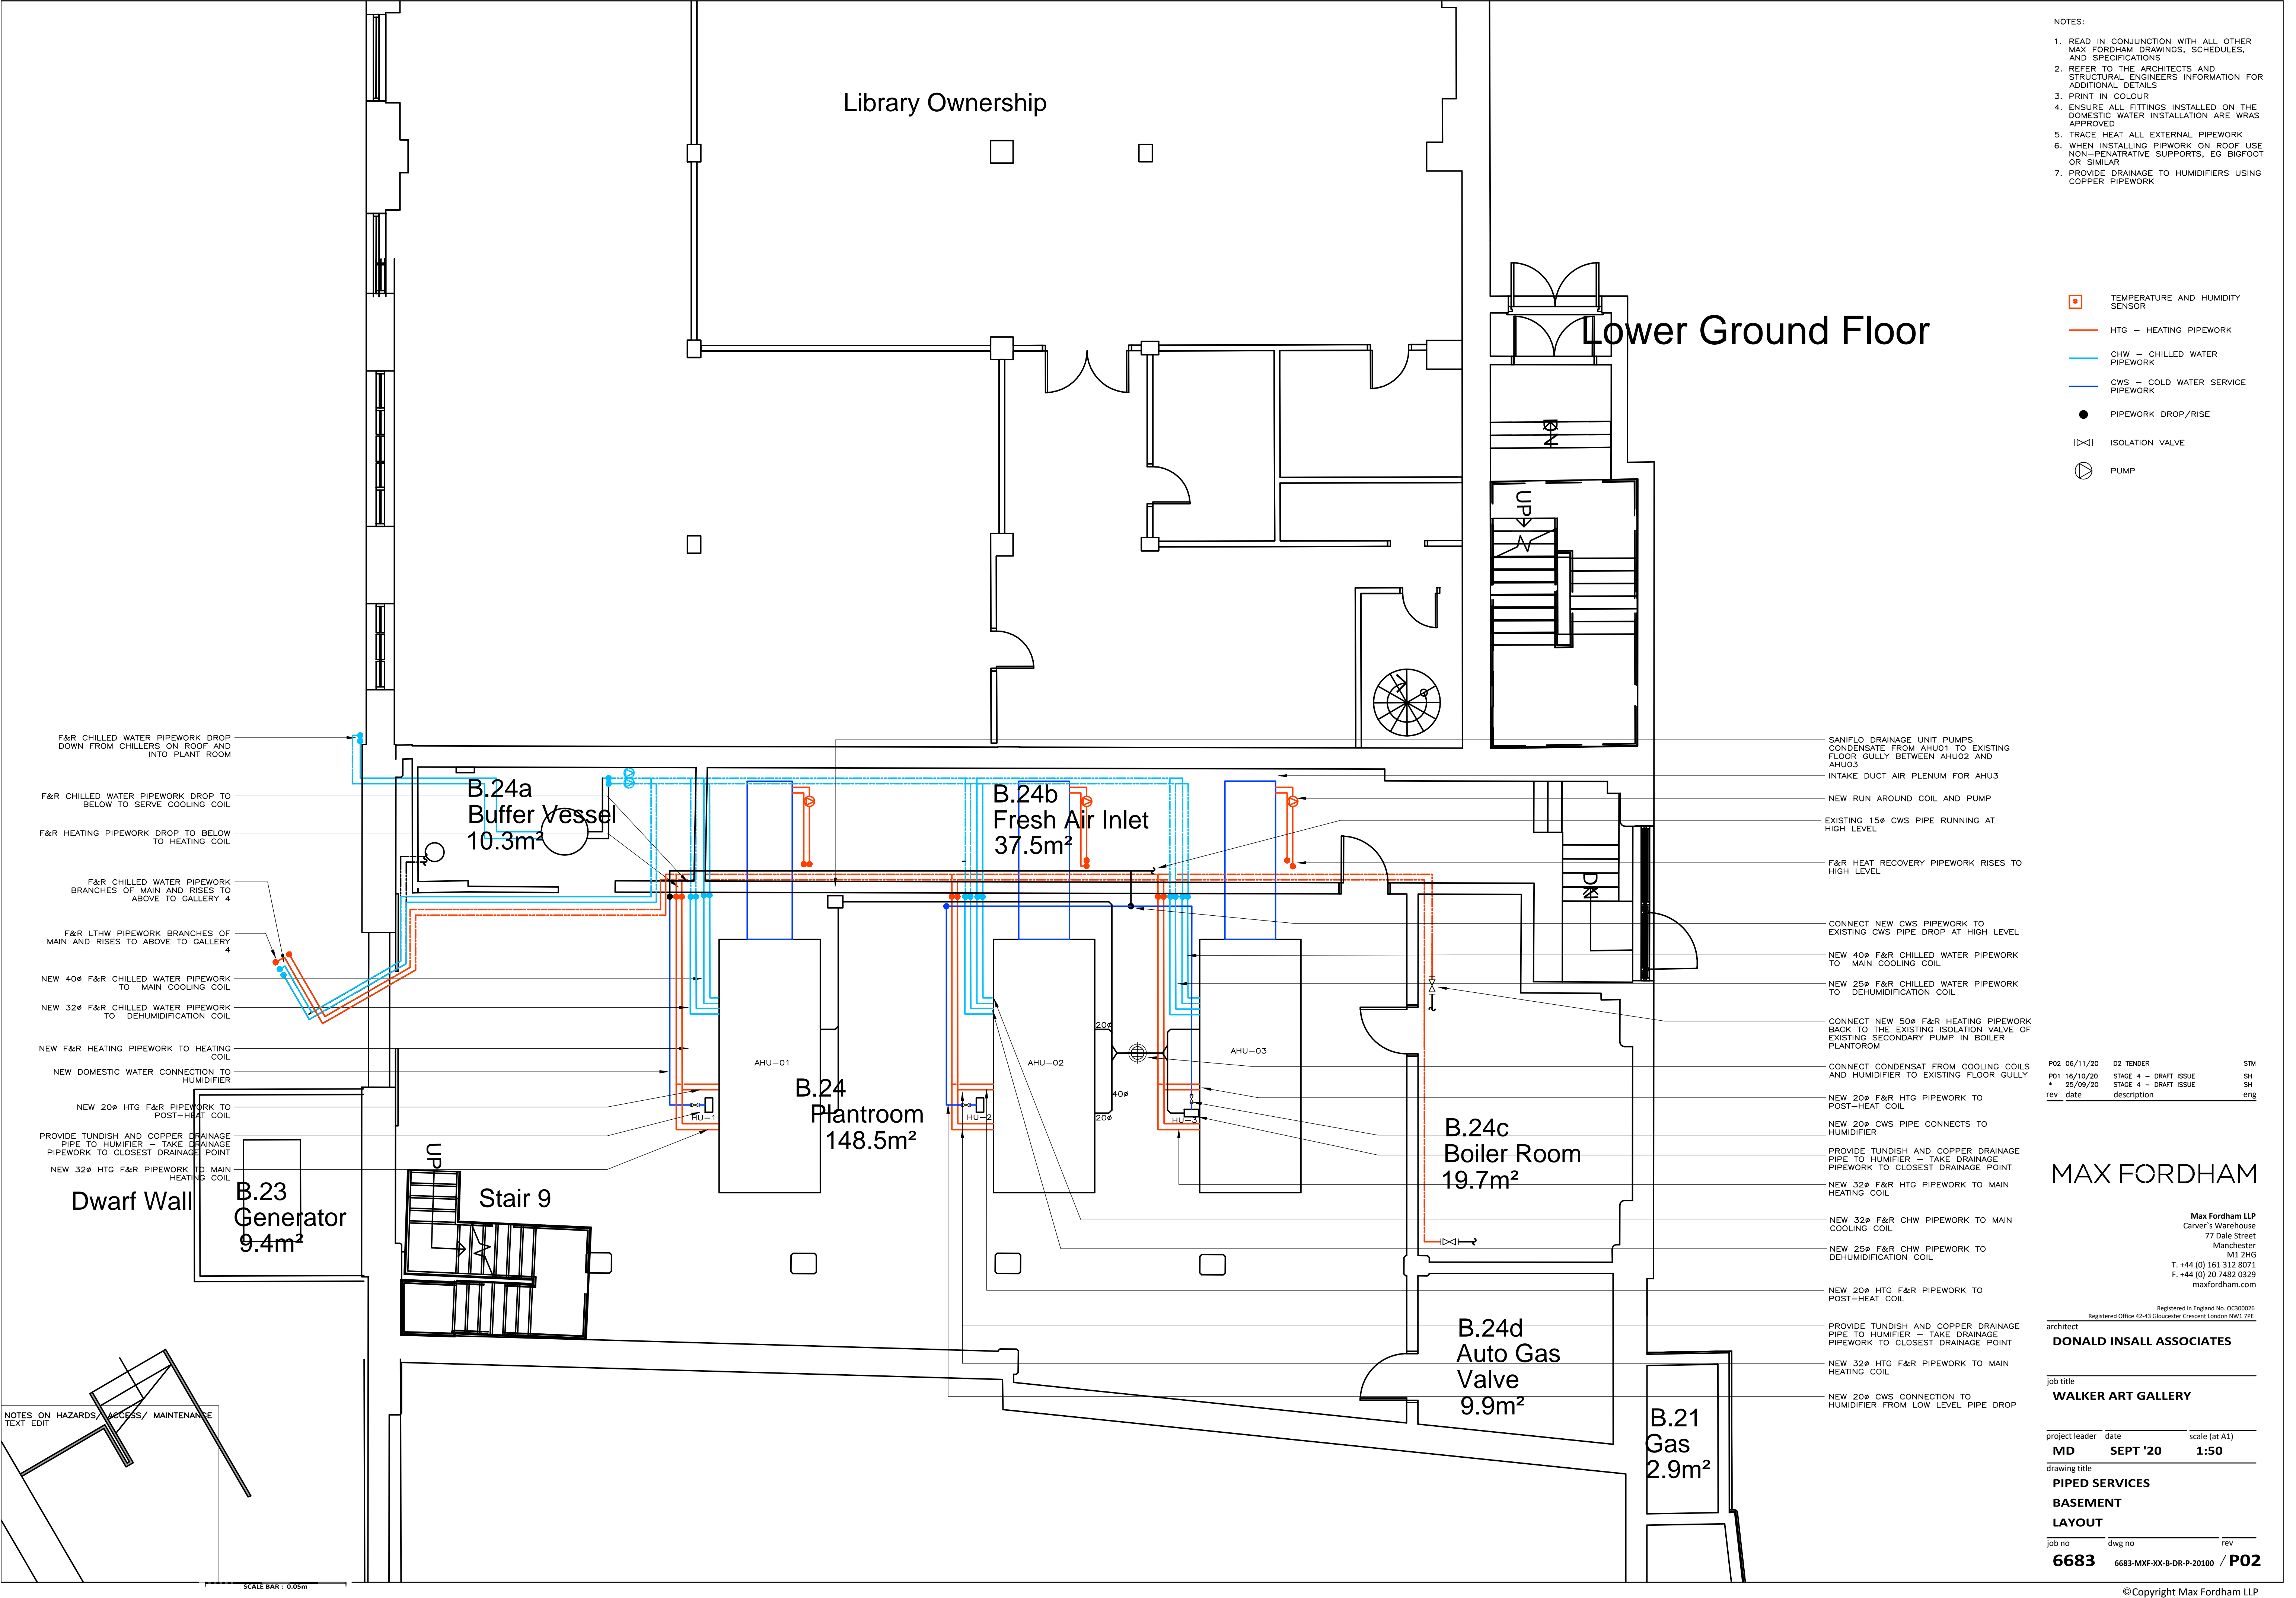 Library Ownership
Lower Ground Floor
NOTES:
1. READ IN CONJUNCTION WITH ALL OTHER
MAX FORDHAM DRAWINGS, SCHEDULES,
AND SPECIFICATIONS
2. REFER TO THE ARCHITECTS AND
STRUCTURAL ENGINEERS INFORMATION FOR
ADDITIONAL DETAILS
3. PRINT IN COLOUR
4. ENSURE ALL FITTINGS INSTALLED ON THE
DOMESTIC WATER INSTALLATION ARE WRAS
APPROVED
5. TRACE HEAT ALL EXTERNAL PIPEWORK
6. WHEN INSTALLING PIPWORK ON ROOF USE
NON-PENATRATIVE SUPPORTS, EG BIGFOOT
OR SIMILAR
7. PROVIDE DRAINAGE TO HUMIDIFIERS USING
COPPER PIPEWORK
TEMPERATURE AND HUMIDITY
SENSOR
HTG - HEATING PIPEWORK
CHW - CHILLED WATER
PIPEWORK
CWS - COLD WATER SERVICE
PIPEWORK
PIPEWORK DROP/RISE
ISOLATION VALVE
PUMP
DN
UP
F&R CHILLED WATER PIPEWORK DROP
DOWN FROM CHILLERS ON ROOF AND
INTO PLANT ROOM
F&R CHILLED WATER PIPEWORK DROP TO
BELOW TO SERVE COOLING COIL
F&R HEATING PIPEWORK DROP TO BELOW
TO HEATING COIL
F&R CHILLED WATER PIPEWORK
BRANCHES OF MAIN AND RISES TO
ABOVE TO GALLERY 4
F&R LTHW PIPEWORK BRANCHES OF
MAIN AND RISES TO ABOVE TO GALLERY
4
NEW 40ø F&R CHILLED WATER PIPEWORK
TO MAIN COOLING COIL
NEW 32ø F&R CHILLED WATER PIPEWORK
TO DEHUMIDIFICATION COIL
NEW F&R HEATING PIPEWORK TO HEATING
COIL
NEW DOMESTIC WATER CONNECTION TO
HUMIDIFIER
NEW 20ø HTG F&R PIPEWORK TO
POST-HEAT COIL
PROVIDE TUNDISH AND COPPER DRAINAGE
PIPE TO HUMIFIER - TAKE DRAINAGE
PIPEWORK TO CLOSEST DRAINAGE POINT
NEW 32ø HTG F&R PIPEWORK TO MAIN
HEATING COIL
B.24a
Buffer Vessel
10.3m²
B.24b
Fresh Air Inlet
37.5m²
DN
AHU-01
AHU-02
AHU-03
20ø
40ø
20ø
HU-1
HU-2
HU-3
B.24
Plantroom
148.5m²
B.24c
Boiler Room
19.7m²
Dwarf Wall
B.23
Generator
9.4m²
UP
Stair 9
B.24d
Auto Gas
Valve
9.9m²
B.21
Gas
2.9m²
SANIFLO DRAINAGE UNIT PUMPS
CONDENSATE FROM AHU01 TO EXISTING
FLOOR GULLY BETWEEN AHU02 AND
AHU03
INTAKE DUCT AIR PLENUM FOR AHU3
NEW RUN AROUND COIL AND PUMP
EXISTING 15ø CWS PIPE RUNNING AT
HIGH LEVEL
F&R HEAT RECOVERY PIPEWORK RISES TO
HIGH LEVEL
CONNECT NEW CWS PIPEWORK TO
EXISTING CWS PIPE DROP AT HIGH LEVEL
NEW 40ø F&R CHILLED WATER PIPEWORK
TO MAIN COOLING COIL
NEW 25ø F&R CHILLED WATER PIPEWORK
TO DEHUMIDIFICATION COIL
CONNECT NEW 50ø F&R HEATING PIPEWORK
BACK TO THE EXISTING ISOLATION VALVE OF
EXISTING SECONDARY PUMP IN BOILER
PLANTOROM
CONNECT CONDENSAT FROM COOLING COILS
AND HUMIDIFIER TO EXISTING FLOOR GULLY
NEW 20ø F&R HTG PIPEWORK TO
POST-HEAT COIL
NEW 20ø CWS PIPE CONNECTS TO
HUMIDIFIER
PROVIDE TUNDISH AND COPPER DRAINAGE
PIPE TO HUMIFIER - TAKE DRAINAGE
PIPEWORK TO CLOSEST DRAINAGE POINT
NEW 32ø F&R HTG PIPEWORK TO MAIN
HEATING COIL
NEW 32ø F&R CHW PIPEWORK TO MAIN
COOLING COIL
NEW 25ø F&R CHW PIPEWORK TO
DEHUMIDIFICATION COIL
NEW 20ø HTG F&R PIPEWORK TO
POST-HEAT COIL
PROVIDE TUNDISH AND COPPER DRAINAGE
PIPE TO HUMIFIER - TAKE DRAINAGE
PIPEWORK TO CLOSEST DRAINAGE POINT
NEW 32ø HTG F&R PIPEWORK TO MAIN
HEATING COIL
NEW 20ø CWS CONNECTION TO
HUMIDIFIER FROM LOW LEVEL PIPE DROP
P02 06/11/20 D2 TENDER STM
P01 16/10/20 STAGE 4 - DRAFT ISSUE SH
* 25/09/20 STAGE 4 - DRAFT ISSUE SH
rev date description eng
MAX FORDHAM
Max Fordham LLP
Carver's Warehouse
77 Dale Street
Manchester
M1 2HG
T. +44 (0) 161 312 8071
F. +44 (0) 20 7482 0329
maxfordham.com
Registered in England No. OC300026
Registered Office 42-43 Gloucester Crescent London NW1 7PE
architect
DONALD INSALL ASSOCIATES
job title
WALKER ART GALLERY
project leader date scale (at A1)
MD SEPT '20 1:50
drawing title
PIPED SERVICES
BASEMENT
LAYOUT
job no dwg no rev
6683 6683-MXF-XX-B-DR-P-20100 / P02
NOTES ON HAZARDS/ ACCESS/ MAINTENANCE
TEXT EDIT
SCALE BAR : 0.05m
©Copyright Max Fordham LLP